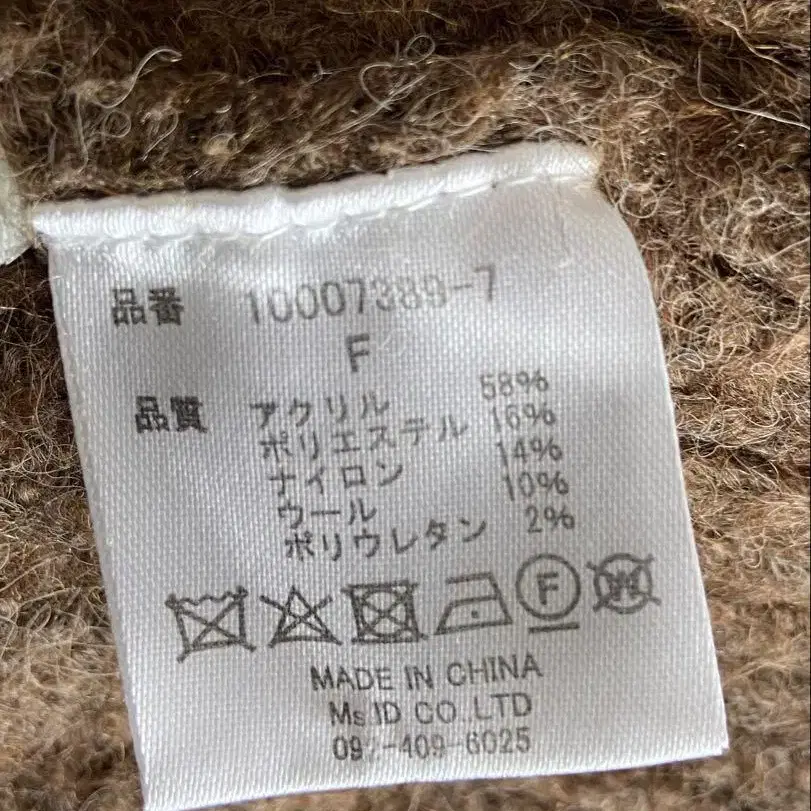 品番 10007389-7
F
品質 アクリル 58%
ポリエステル 16%
ナイロン 14%
ウール 10%
ポリウレタン 2%
F W
MADE IN CHINA
Ms ID CO.,LTD
092-409-6025